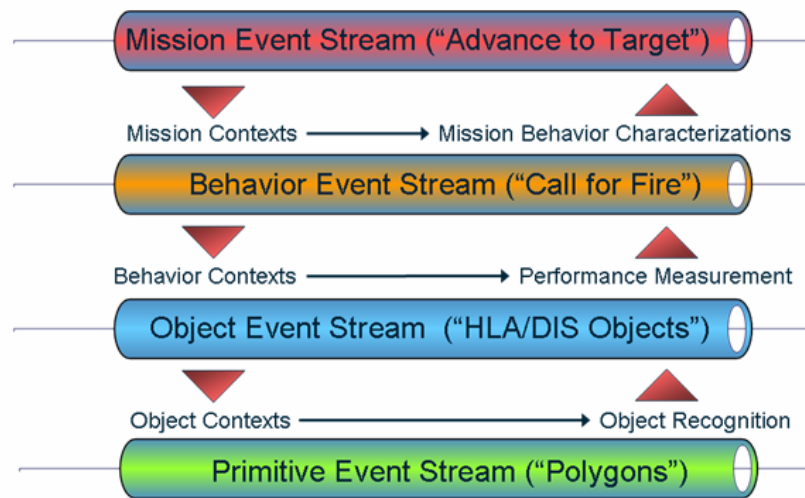 Mission Event Stream (“Advance to Target”)
Mission Contexts
Mission Behavior Characterizations
Behavior Event Stream (“Call for Fire”)
Behavior Contexts
Performance Measurement
Object Event Stream (“HLA/DIS Objects”)
Object Contexts
Object Recognition
Primitive Event Stream (“Polygons”)